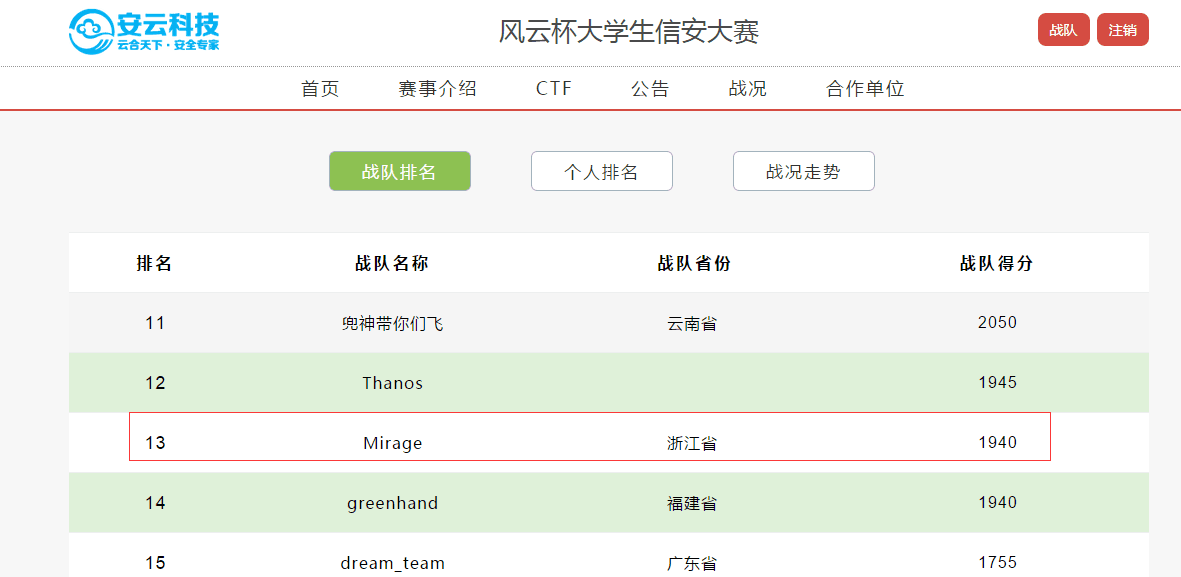 安云科技
云合天下·安全专家
风云杯大学生信安大赛
战队 注销
首页 赛事介绍 CTF 公告 战况 合作单位
战队排名 个人排名 战况走势
排名 战队名称 战队省份 战队得分
11 兜神带你们飞 云南省 2050
12 Thanos 1945
13 Mirage 浙江省 1940
14 greenhand 福建省 1940
15 dream_team 广东省 1755